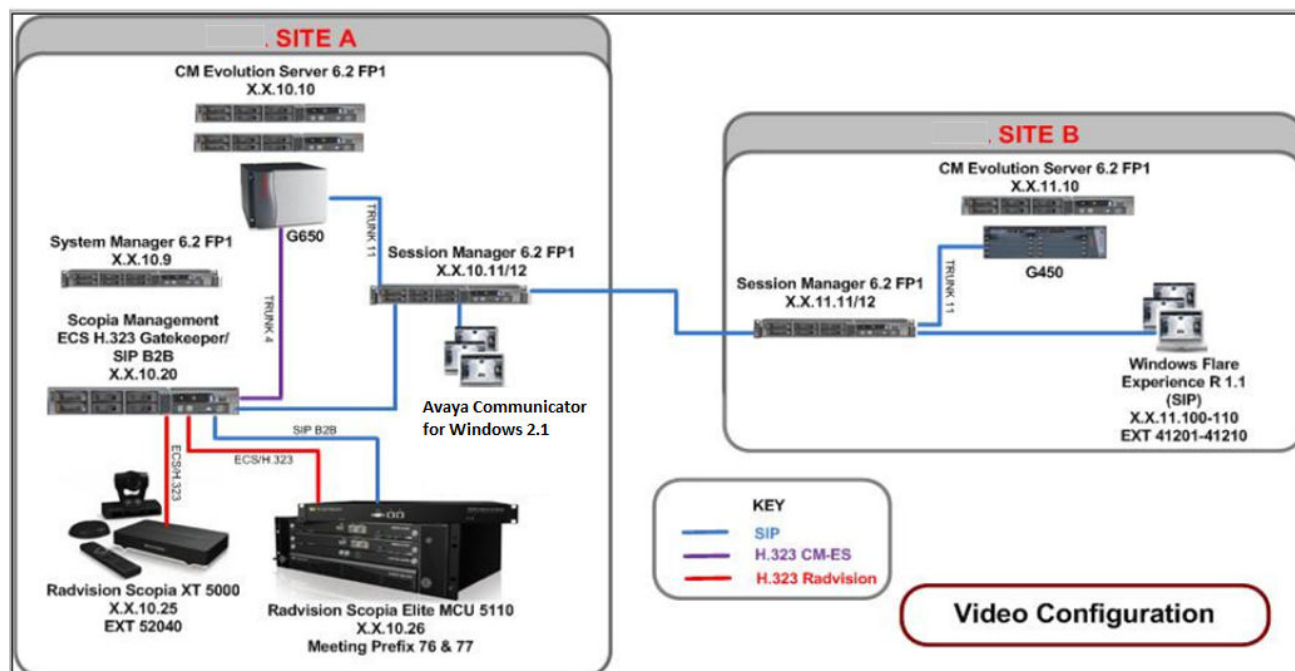 SITE A
CM Evolution Server 6.2 FP1
X.X.10.10
G650
TRUNK 11
TRUNK 4
System Manager 6.2 FP1
X.X.10.9
Session Manager 6.2 FP1
X.X.10.11/12
Scopia Management
ECS H.323 Gatekeeper/
SIP B2B
X.X.10.20
Avaya Communicator
for Windows 2.1
SIP B2B
ECS/H.323
ECS/H.323
Radvision Scopia XT 5000
X.X.10.25
EXT 52040
Radvision Scopia Elite MCU 5110
X.X.10.26
Meeting Prefix 76 & 77
SITE B
CM Evolution Server 6.2 FP1
X.X.11.10
G450
TRUNK 11
Session Manager 6.2 FP1
X.X.11.11/12
Windows Flare
Experience R 1.1
(SIP)
X.X.11.100-110
EXT 41201-41210
KEY
SIP
H.323 CM-ES
H.323 Radvision
Video Configuration